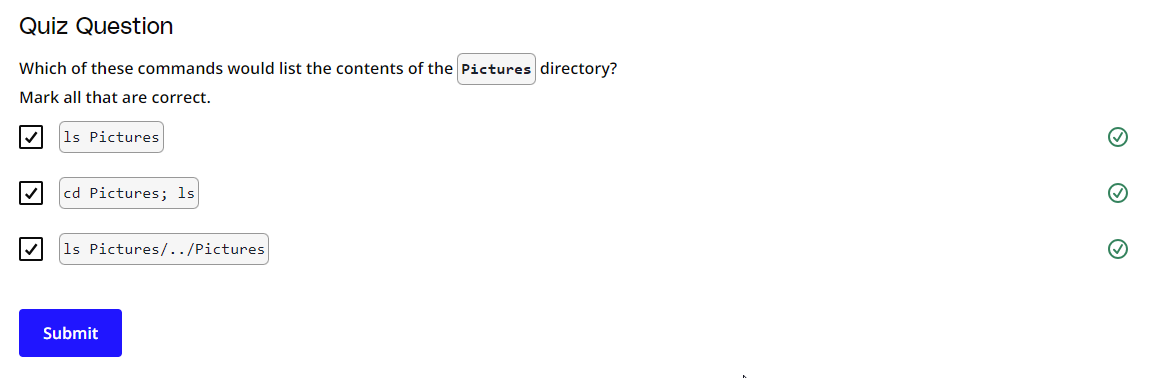 Quiz Question
Which of these commands would list the contents of the Pictures directory?
Mark all that are correct.
ls Pictures
cd Pictures; ls
ls Pictures/../Pictures
Submit